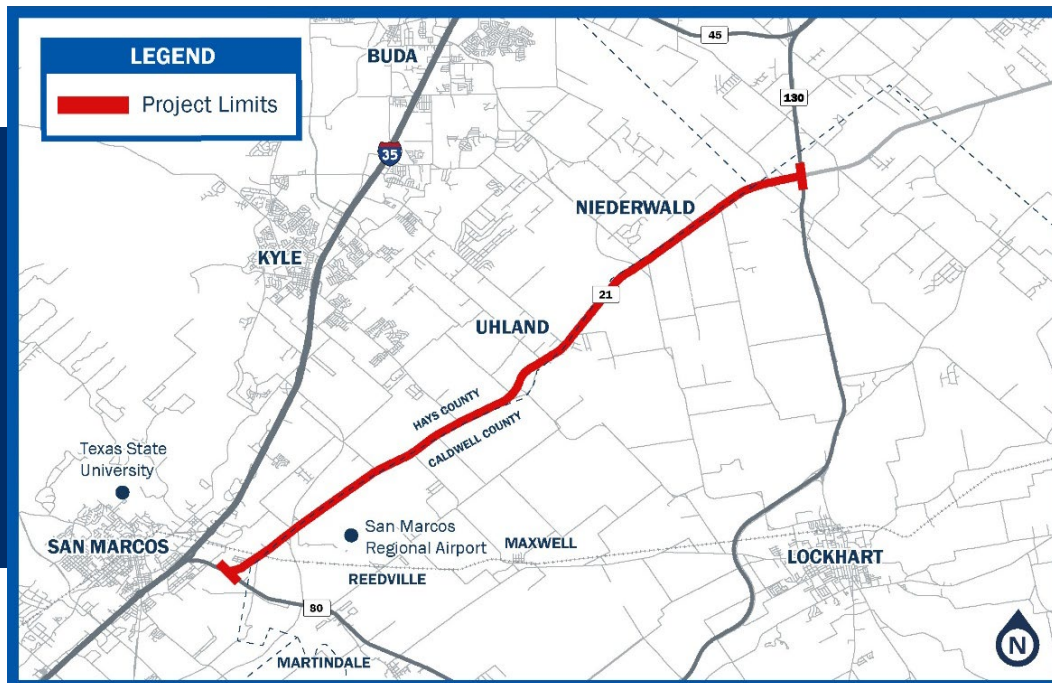 LEGEND
Project Limits
BUDA
45
130
35
NIEDERWALD
KYLE
21
UHLAND
HAYS COUNTY
CALDWELL COUNTY
Texas State
University
San Marcos
Regional Airport
SAN MARCOS
MAXWELL
LOCKHART
REEDVILLE
80
MARTINDALE
N